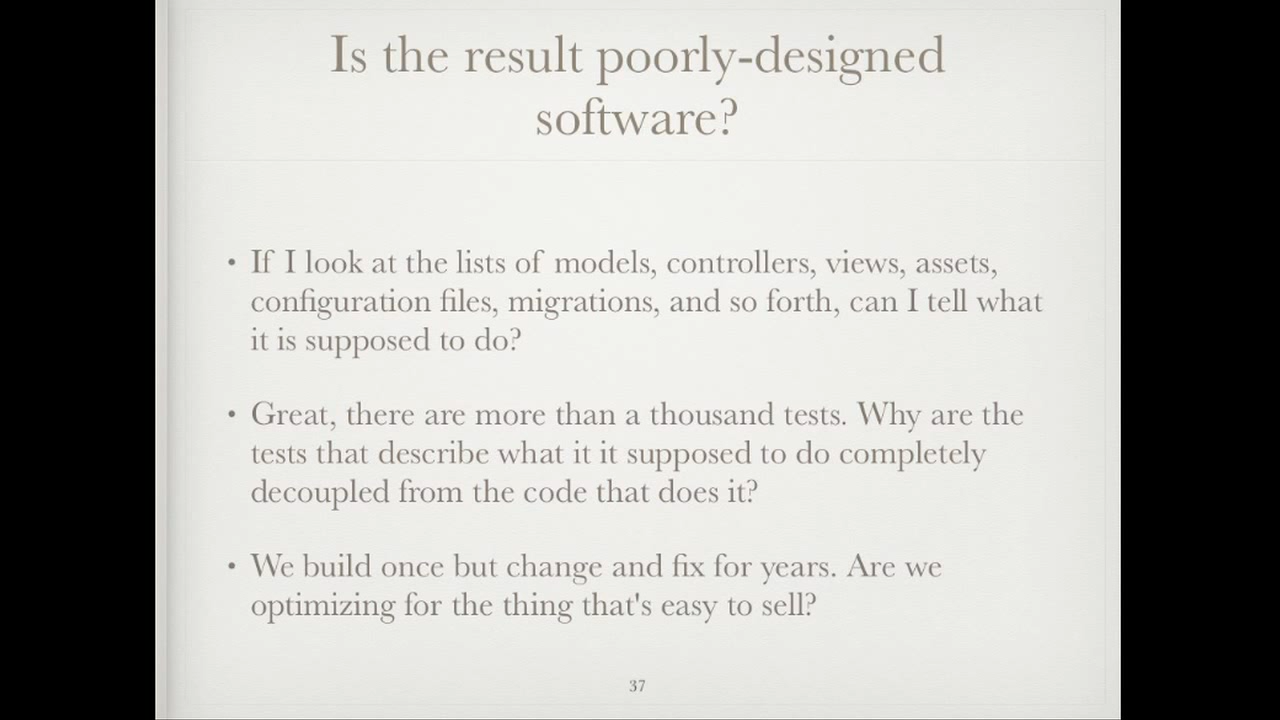 Is the result poorly-designed
software?
• If I look at the lists of models, controllers, views, assets,
configuration files, migrations, and so forth, can I tell what
it is supposed to do?
• Great, there are more than a thousand tests. Why are the
tests that describe what it it supposed to do completely
decoupled from the code that does it?
• We build once but change and fix for years. Are we
optimizing for the thing that's easy to sell?
37